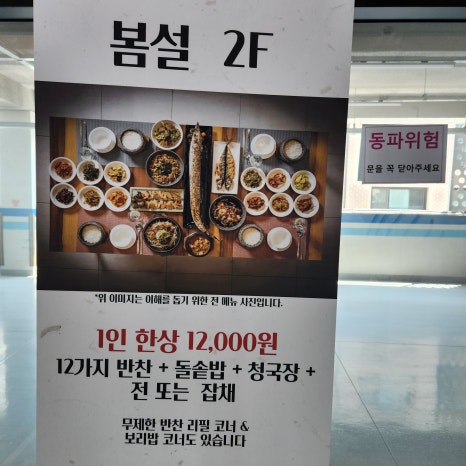 봄설 2F
동파위험
문을 꼭 닫아주세요
*위 이미지는 이해를 돕기 위한 전 메뉴 사진입니다.
1인 한상 12,000원
12가지 반찬 + 돌솥밥 + 청국장 +
전 또는 잡채
무제한 반찬 리필 코너 &
보리밥 코너도 있습니다